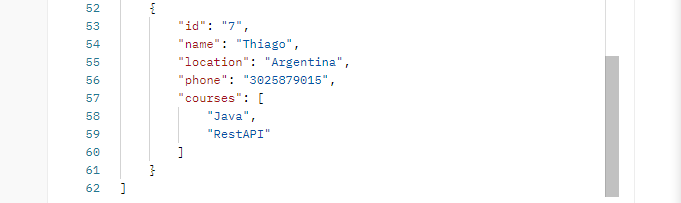 52 {
53 "id": "7",
54 "name": "Thiago",
55 "location": "Argentina",
56 "phone": "3025879015",
57 "courses": [
58 "Java",
59 "RestAPI"
60 ]
61 }
62 ]